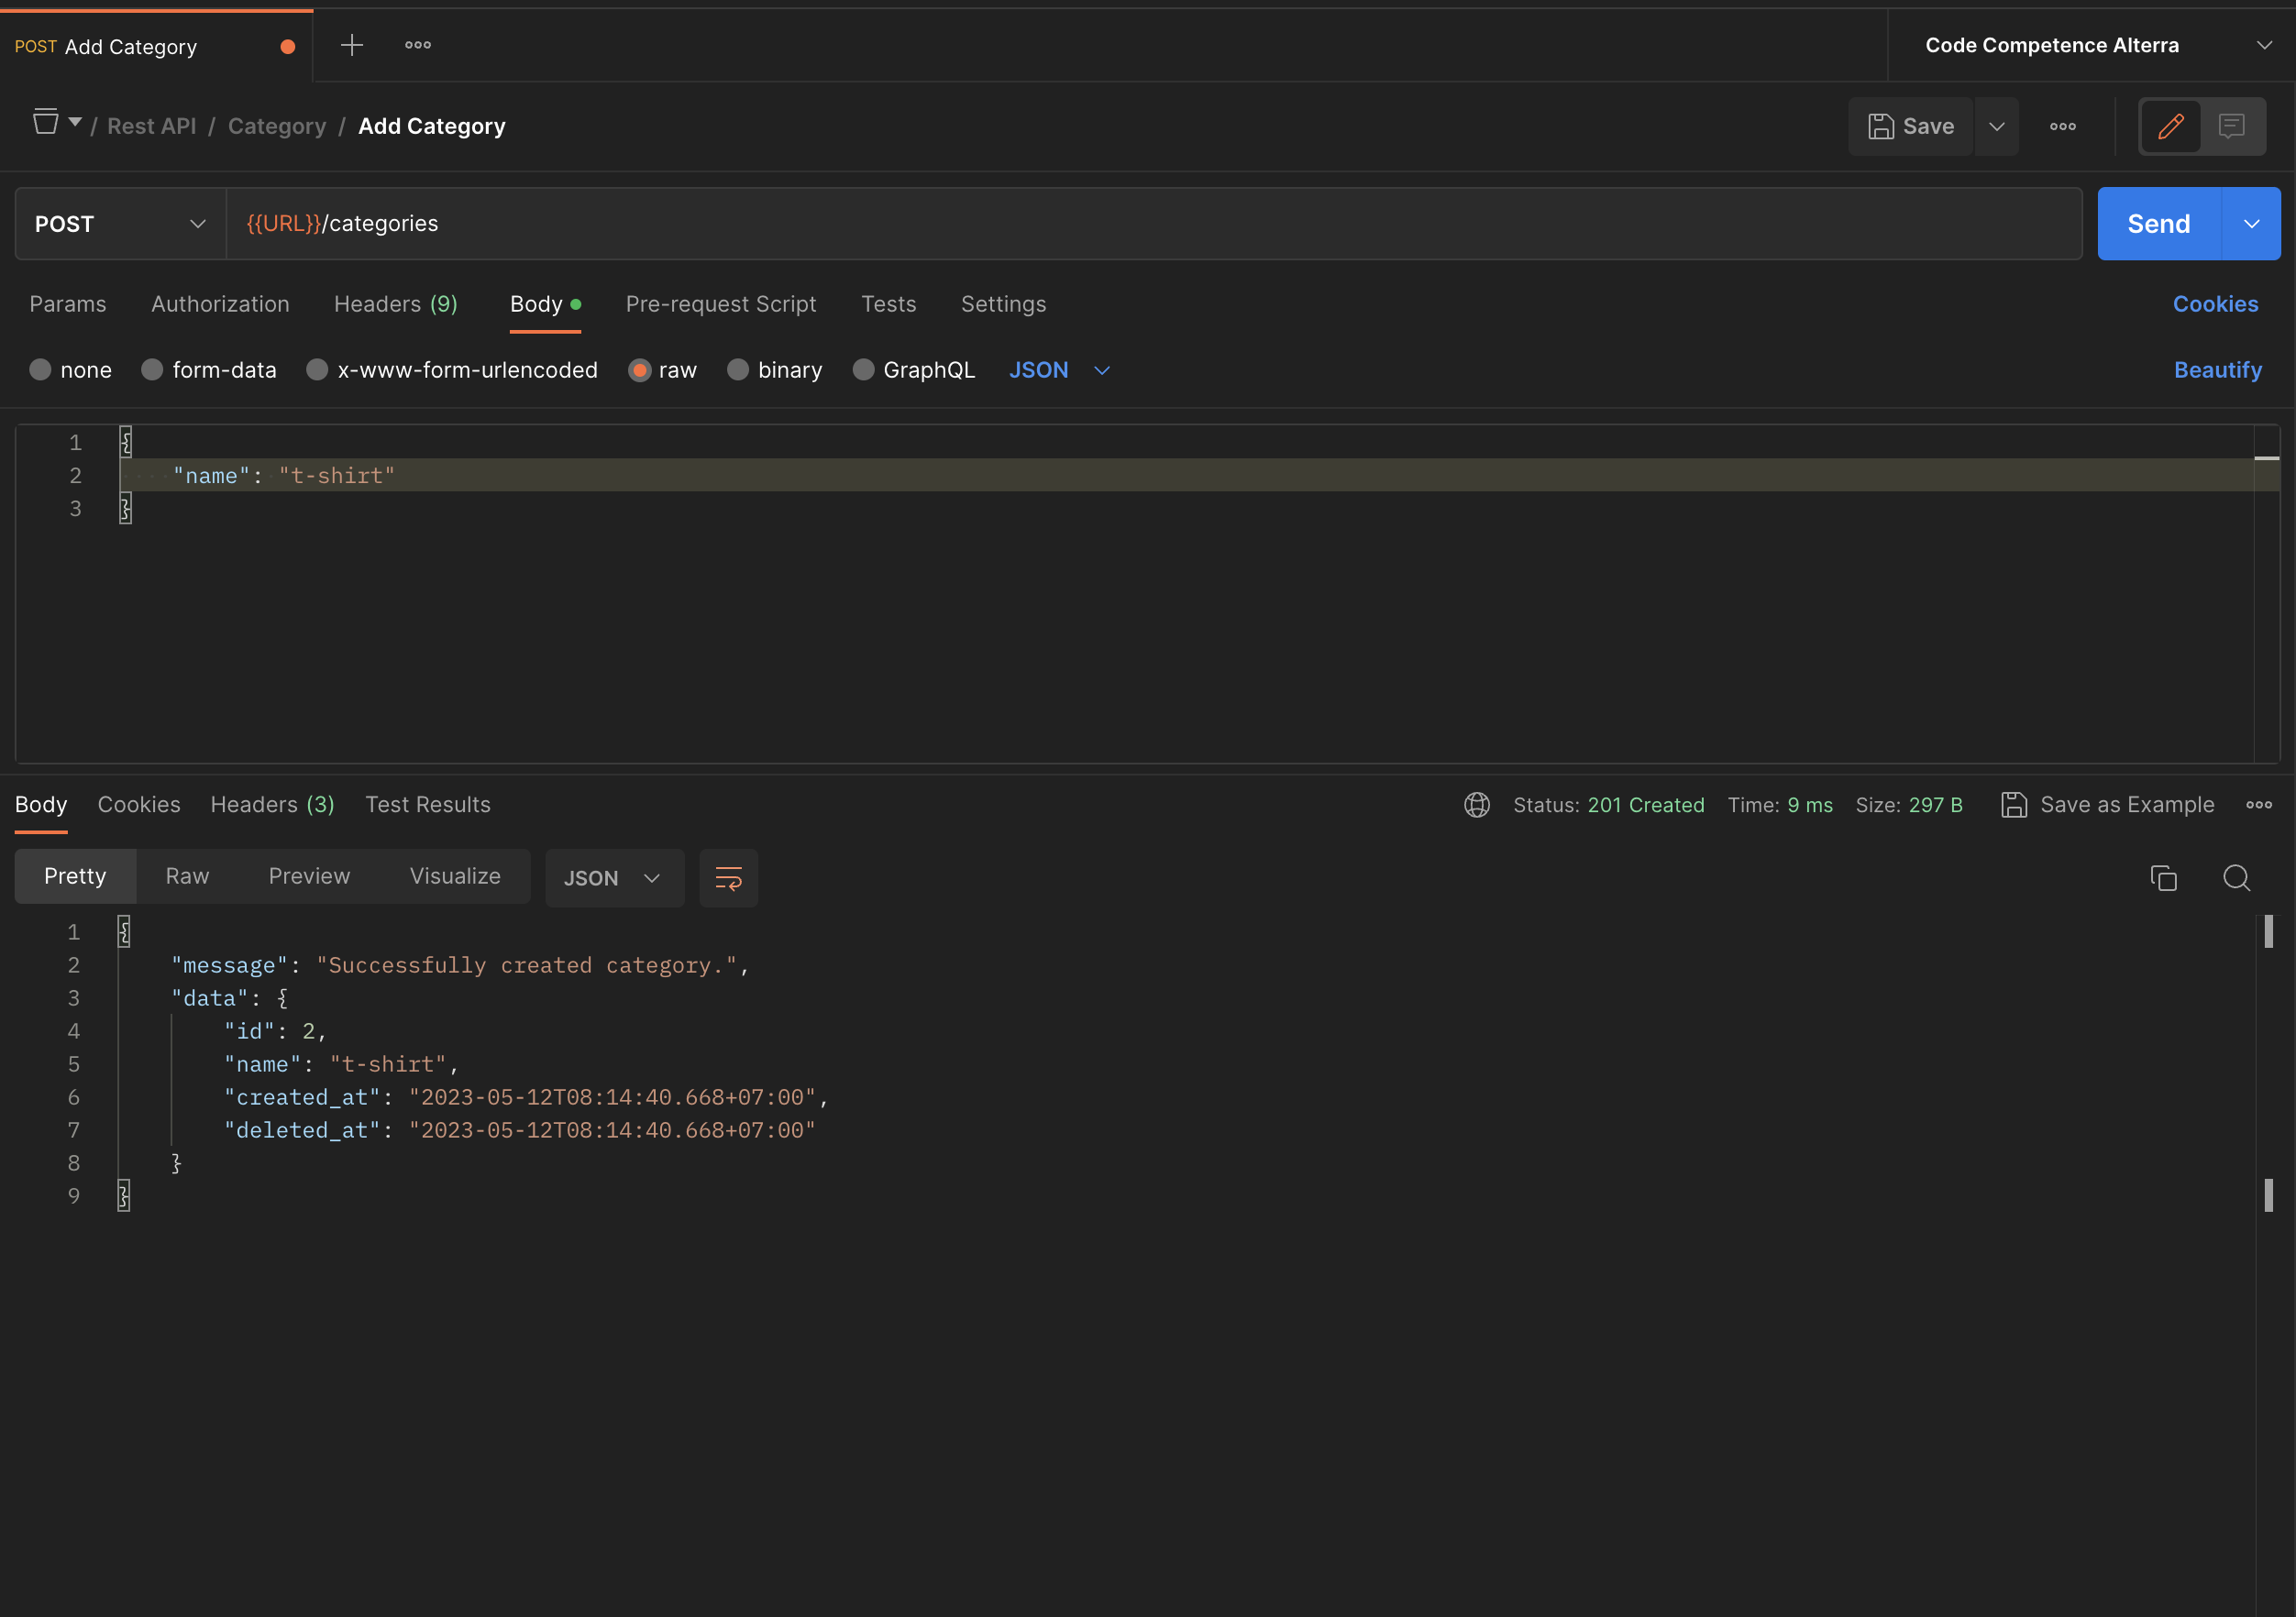 POST Add Category
Code Competence Alterra
/ Rest API / Category / Add Category
Save
POST
{{URL}}/categories
Send
Params Authorization Headers (9) Body Pre-request Script Tests Settings Cookies
none form-data x-www-form-urlencoded raw binary GraphQL JSON Beautify
1 {
2 "name": "t-shirt"
3 }
Body Cookies Headers (3) Test Results Status: 201 Created Time: 9 ms Size: 297 B Save as Example
Pretty Raw Preview Visualize JSON
1 {
2 "message": "Successfully created category.",
3 "data": {
4 "id": 2,
5 "name": "t-shirt",
6 "created_at": "2023-05-12T08:14:40.668+07:00",
7 "deleted_at": "2023-05-12T08:14:40.668+07:00"
8 }
9 }